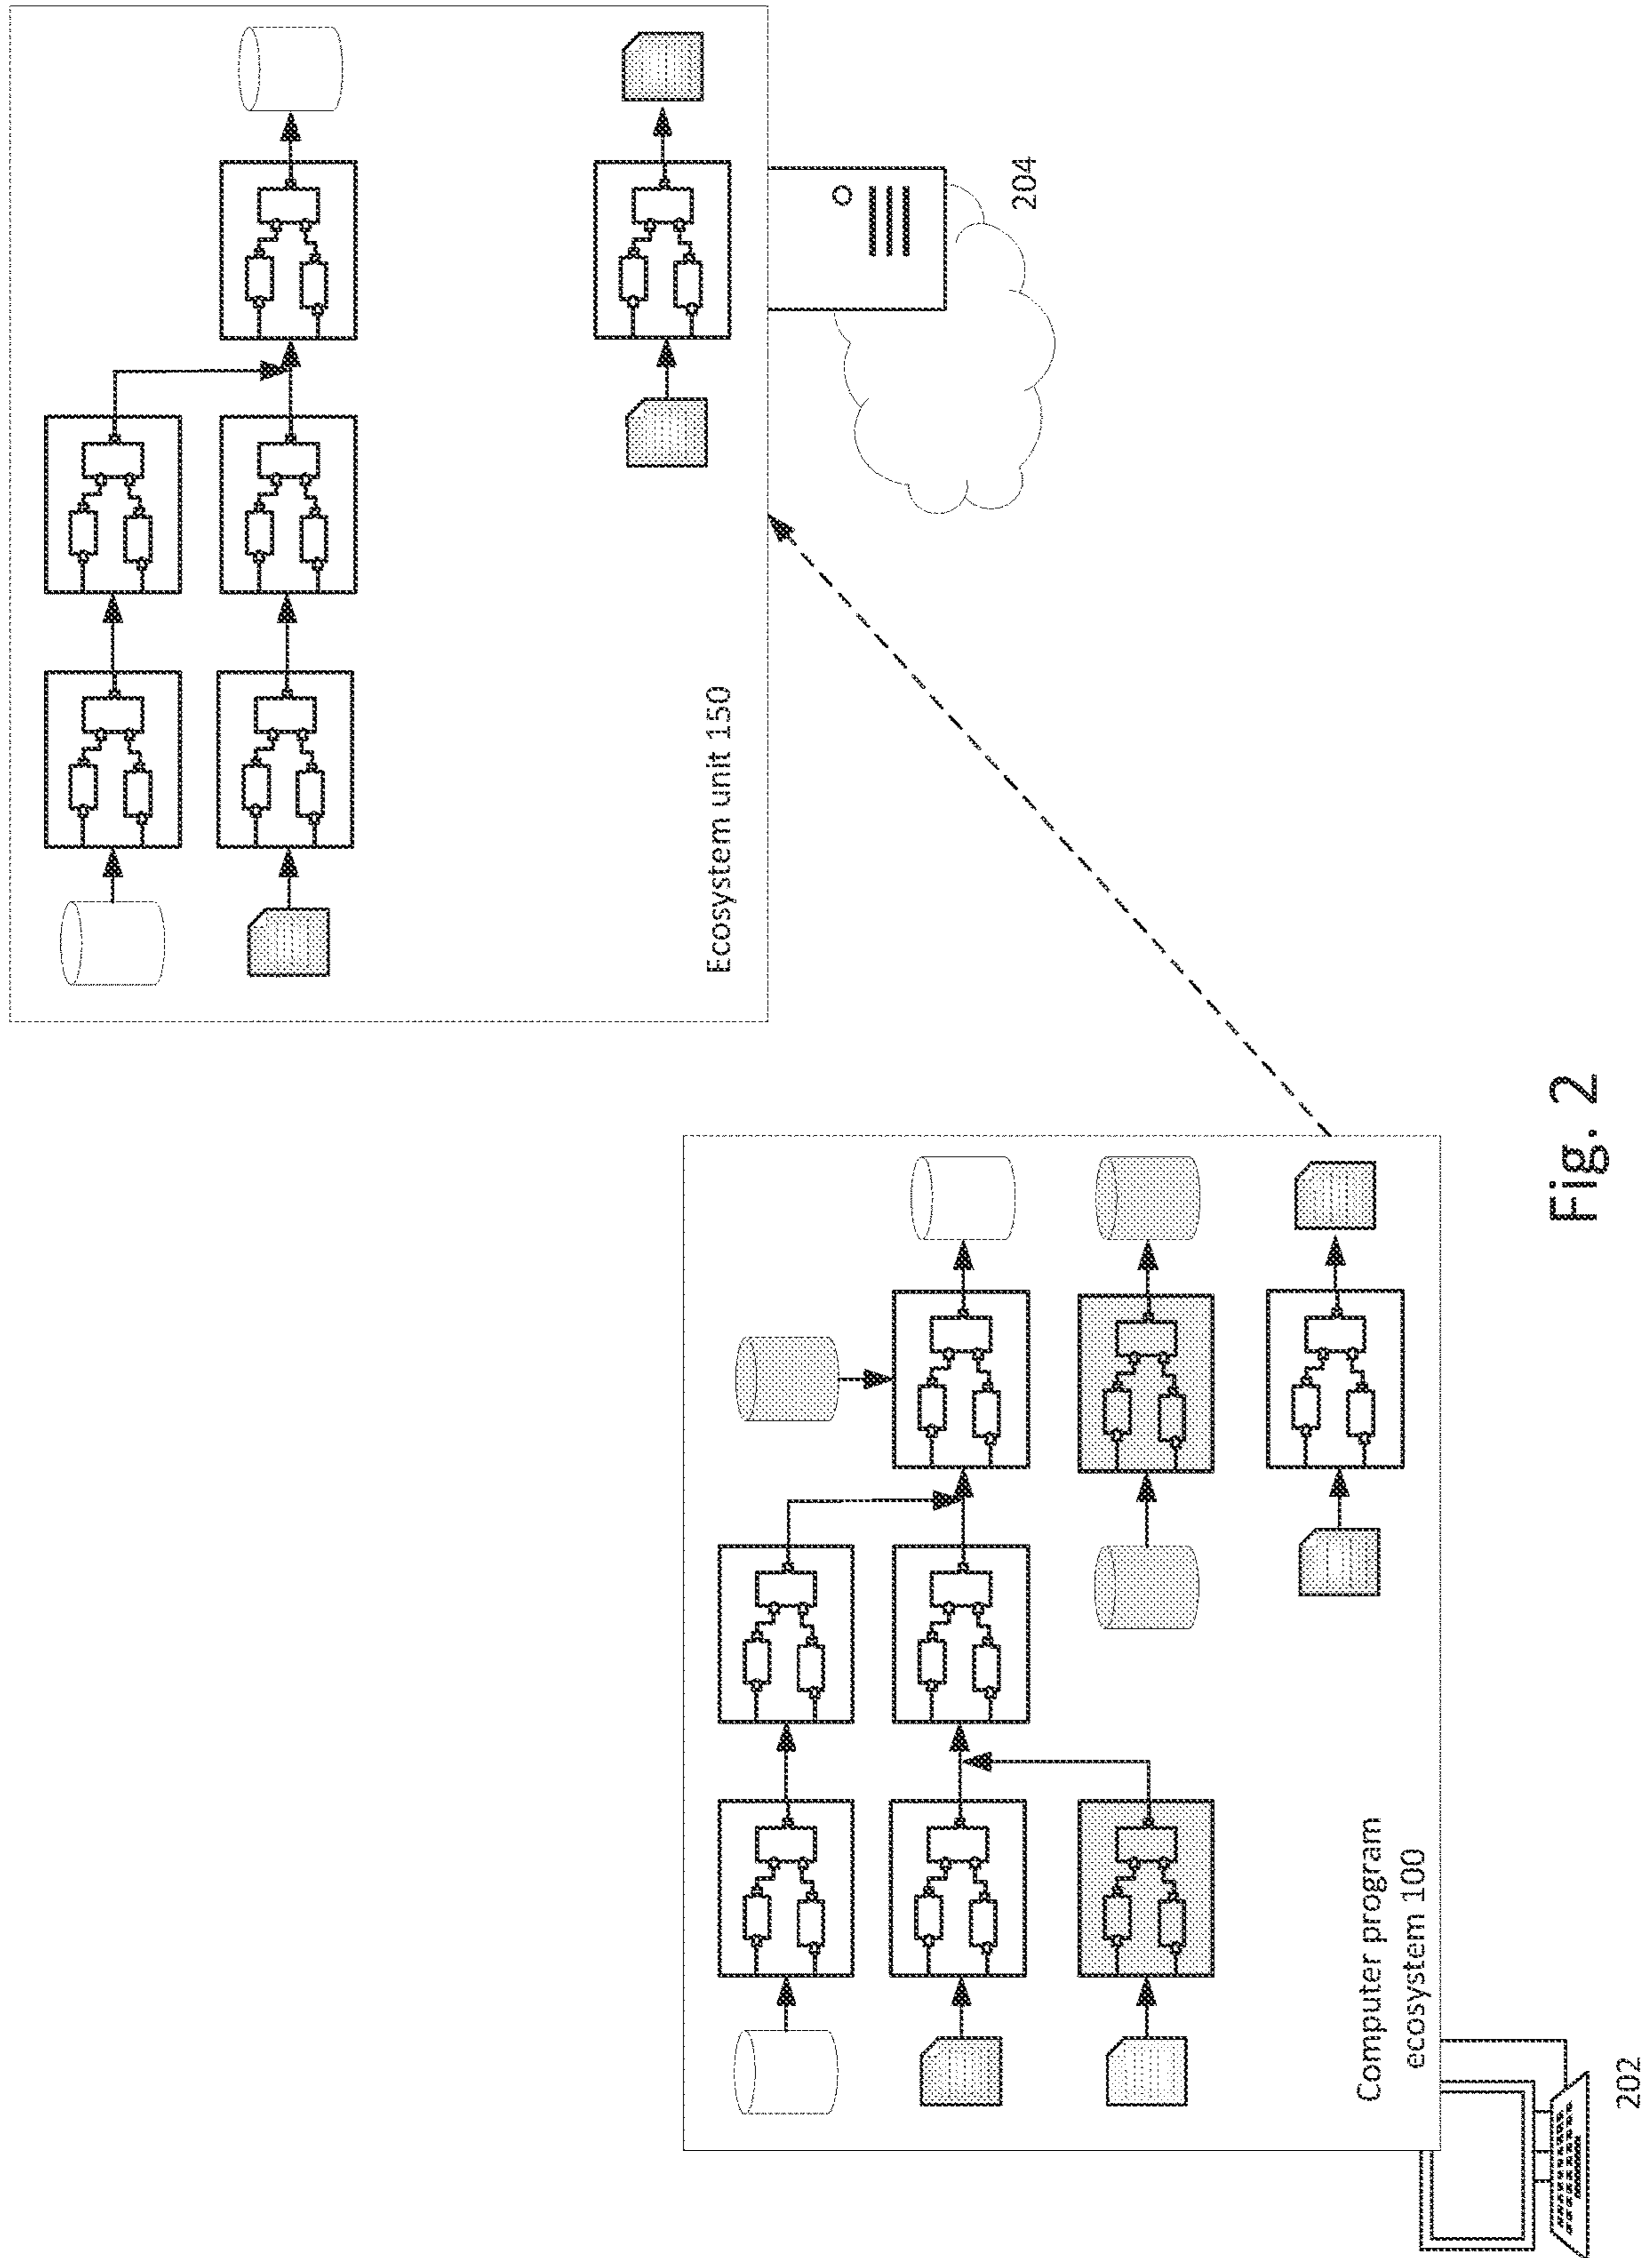 Ecosystem unit 150
204
Computer program
ecosystem 100
202
Fig. 2